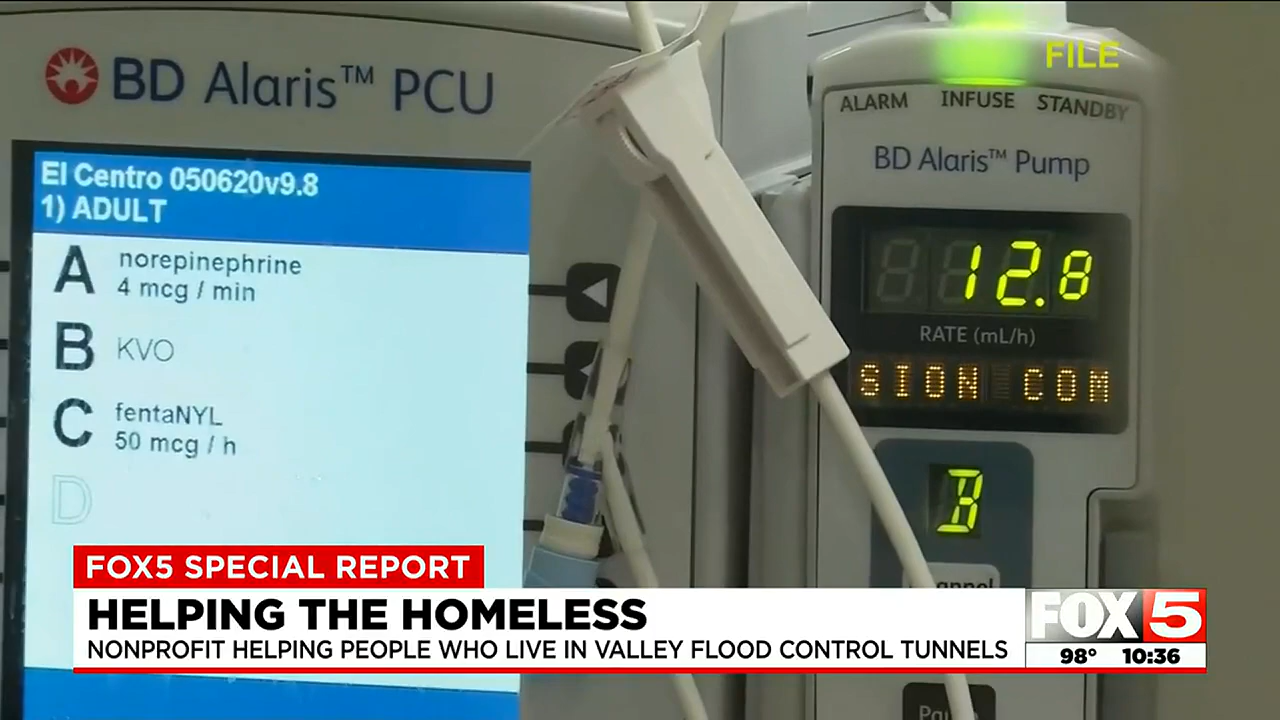 BD Alaris™ PCU
El Centro 050620v9.8
1) ADULT
A norepinephrine
4 mcg / min
B KVO
C fentaNYL
50 mcg / h
D
FILE
ALARM INFUSE STANDBY
BD Alaris™ Pump
12.8
RATE (mL/h)
SION COM
B
FOX5 SPECIAL REPORT
HELPING THE HOMELESS
NONPROFIT HELPING PEOPLE WHO LIVE IN VALLEY FLOOD CONTROL TUNNELS
FOX 5
98° 10:36